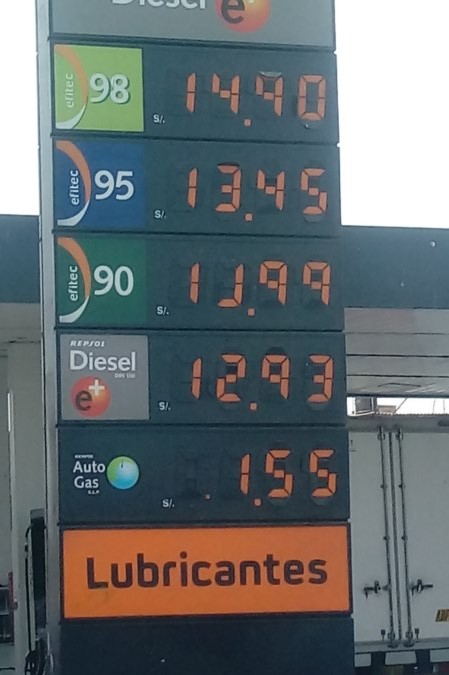 Diesel e+
efitec 98 S/. 14.40
efitec 95 S/. 13.45
efitec 90 S/. 11.99
REPSOL
Diesel
e+ S/. 12.93
Auto
Gas
G.L.P. S/. 1.55
Lubricantes